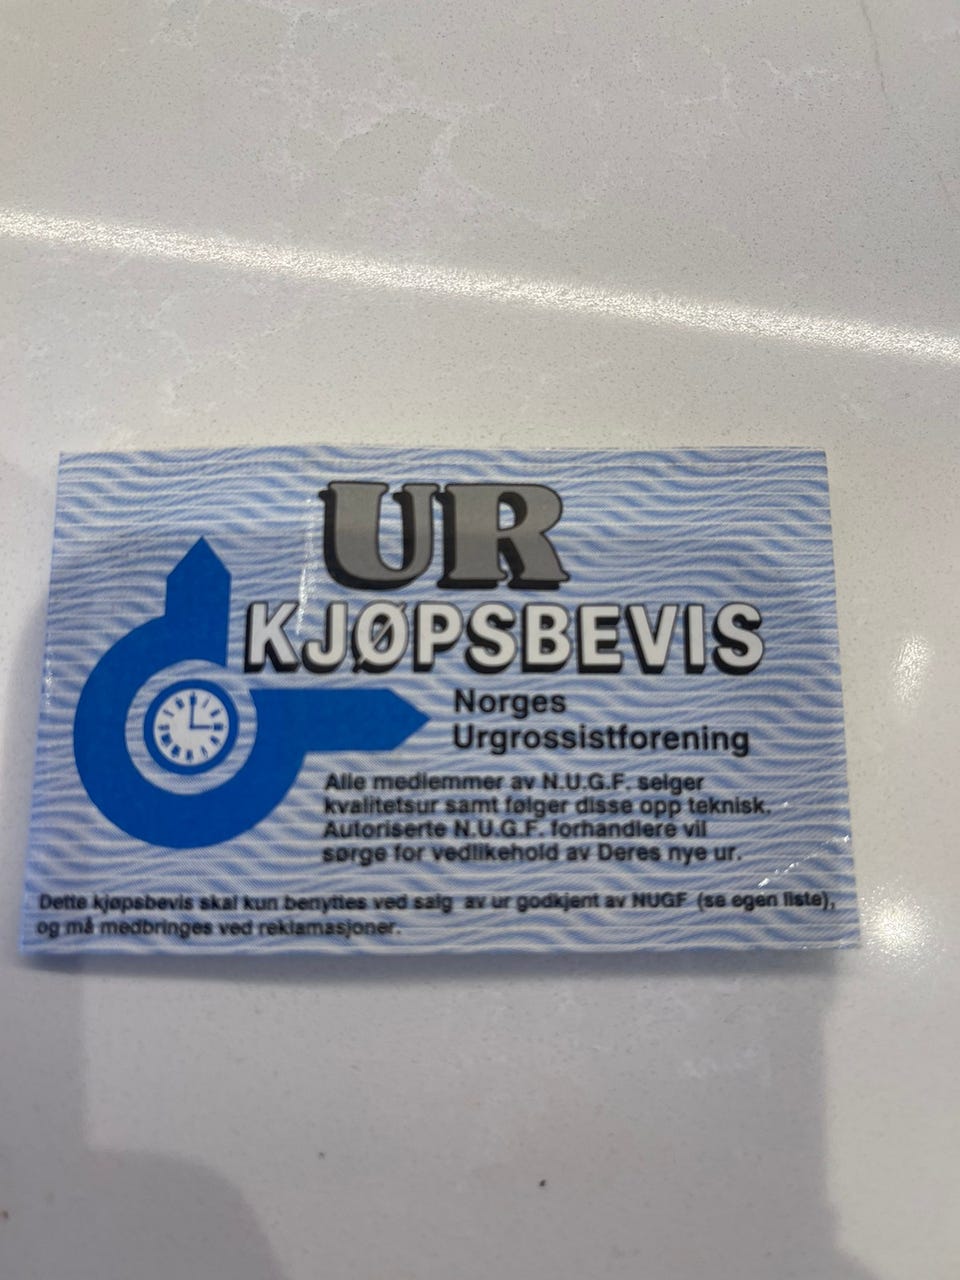 UR
KJØPSBEVIS
Norges
Urgrossistforening
Alle medlemmer av N.U.G.F. selger
kvalitetsur samt følger disse opp teknisk.
Autoriserte N.U.G.F. forhandlere vil
sørge for vedlikehold av Deres nye ur.
Dette kjøpsbevis skal kun benyttes ved salg av ur godkjent av NUGF (se egen liste),
og må medbringes ved reklamasjoner.